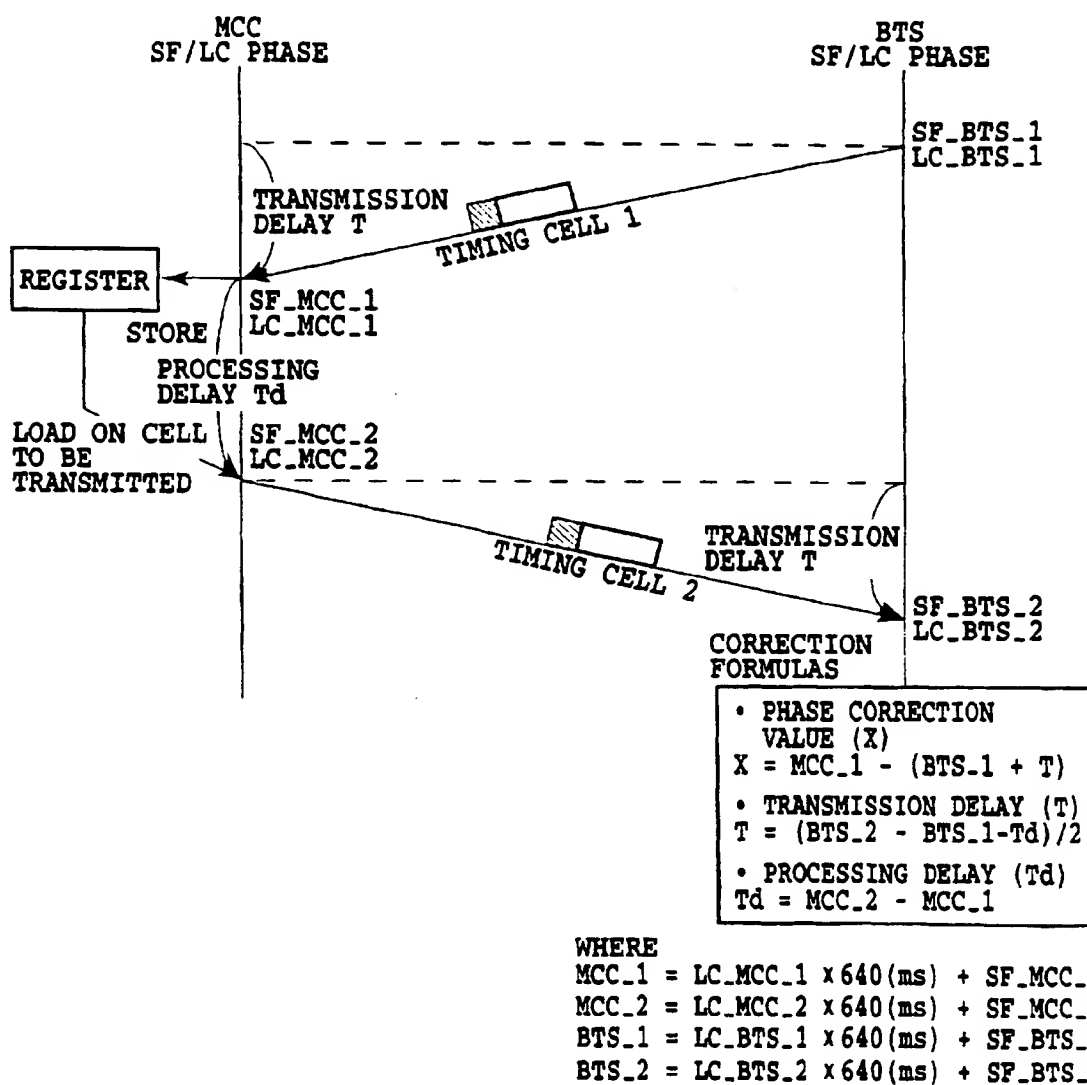 MCC
SF/LC PHASE
BTS
SF/LC PHASE
SF_BTS_1
LC_BTS_1
TRANSMISSION
DELAY T
TIMING CELL 1
REGISTER
SF_MCC_1
LC_MCC_1
STORE
PROCESSING
DELAY Td
LOAD ON CELL
TO BE
TRANSMITTED
SF_MCC_2
LC_MCC_2
TIMING CELL 2
TRANSMISSION
DELAY T
SF_BTS_2
LC_BTS_2
CORRECTION
FORMULAS
• PHASE CORRECTION
VALUE (X)
X = MCC_1 - (BTS_1 + T)
• TRANSMISSION DELAY (T)
T = (BTS_2 - BTS_1-Td)/2
• PROCESSING DELAY (Td)
Td = MCC_2 - MCC_1
WHERE
MCC_1 = LC_MCC_1 X 640(ms) + SF_MCC_
MCC_2 = LC_MCC_2 X 640(ms) + SF_MCC_
BTS_1 = LC_BTS_1 X 640(ms) + SF_BTS_
BTS_2 = LC_BTS_2 X 640(ms) + SF_BTS_